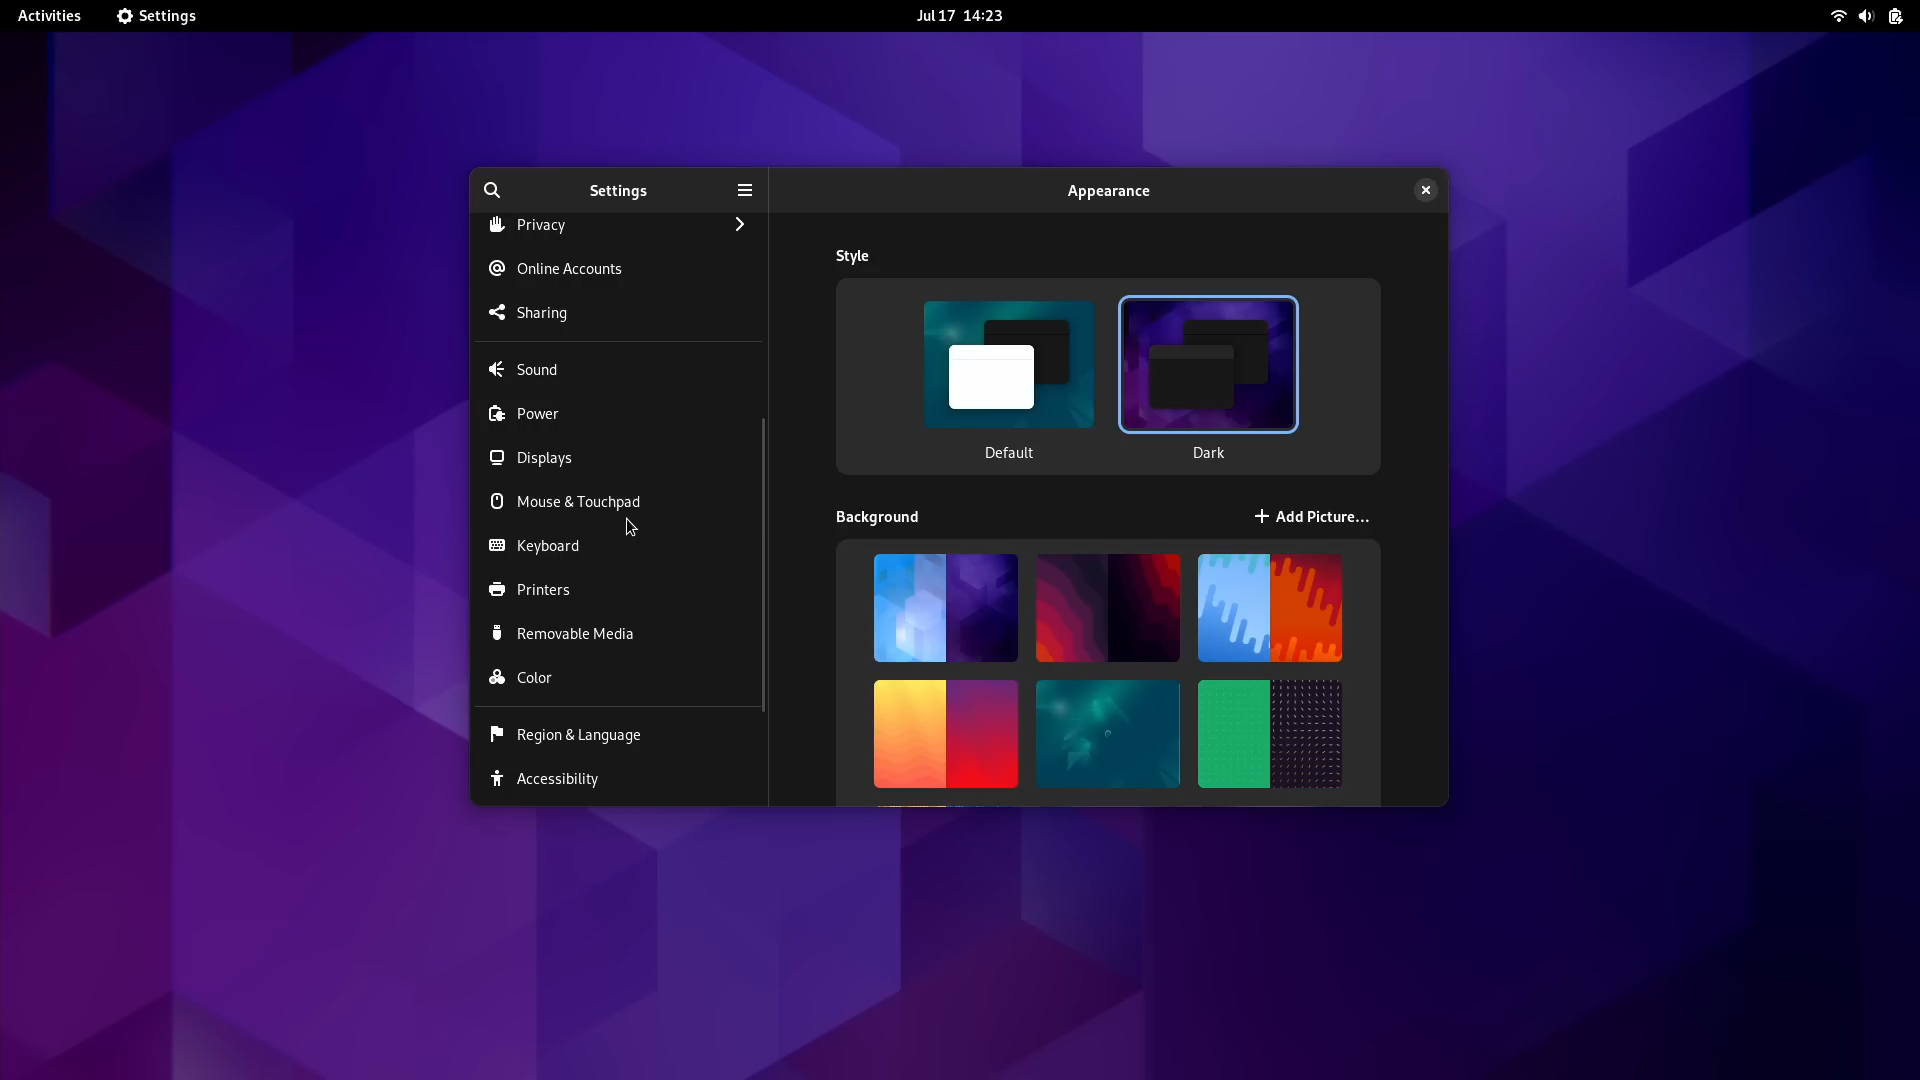 Activities
Settings
Jul 17 14:23
Settings
Appearance
Privacy
Online Accounts
Sharing
Sound
Power
Displays
Mouse & Touchpad
Keyboard
Printers
Removable Media
Color
Region & Language
Accessibility
Style
Default
Dark
Background
Add Picture…